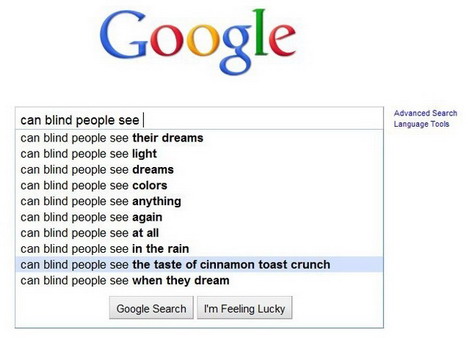 Google
can blind people see
Advanced Search
Language Tools
can blind people see their dreams
can blind people see light
can blind people see dreams
can blind people see colors
can blind people see anything
can blind people see again
can blind people see at all
can blind people see in the rain
can blind people see the taste of cinnamon toast crunch
can blind people see when they dream
Google Search
I'm Feeling Lucky